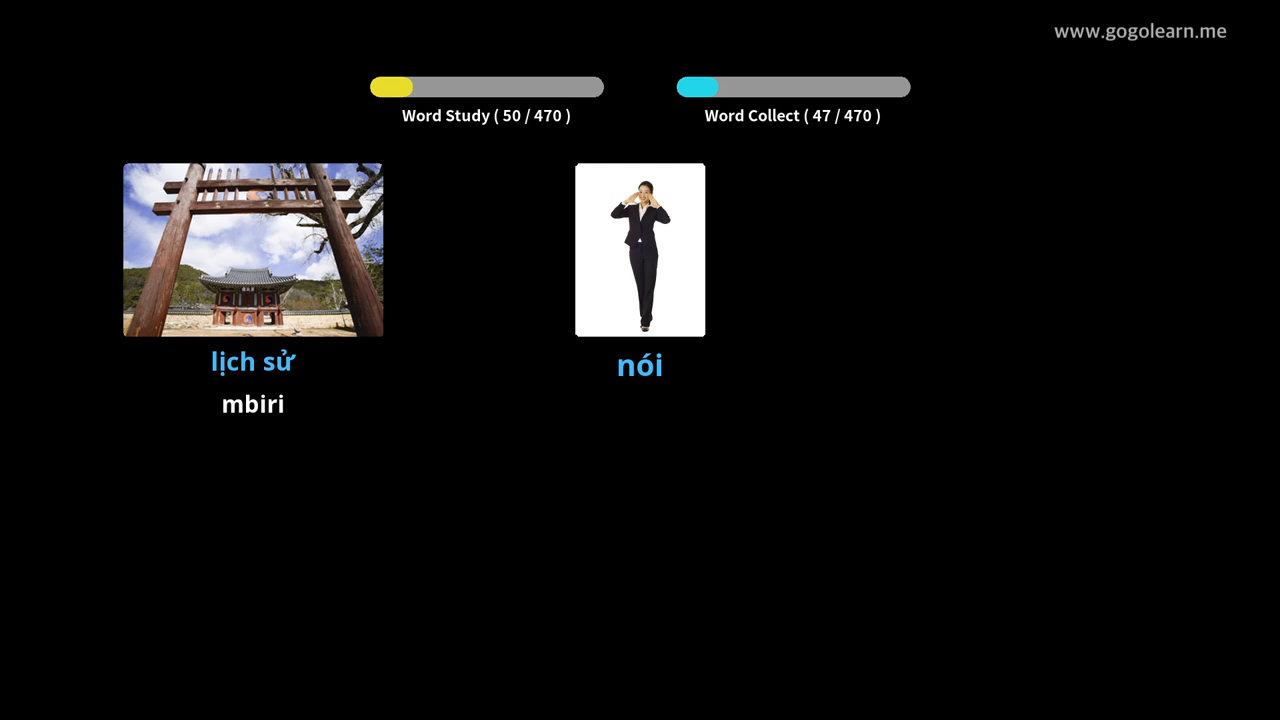 www.gogolearn.me
Word Study ( 50 / 470 )
Word Collect ( 47 / 470 )
lịch sử
mbiri
nói